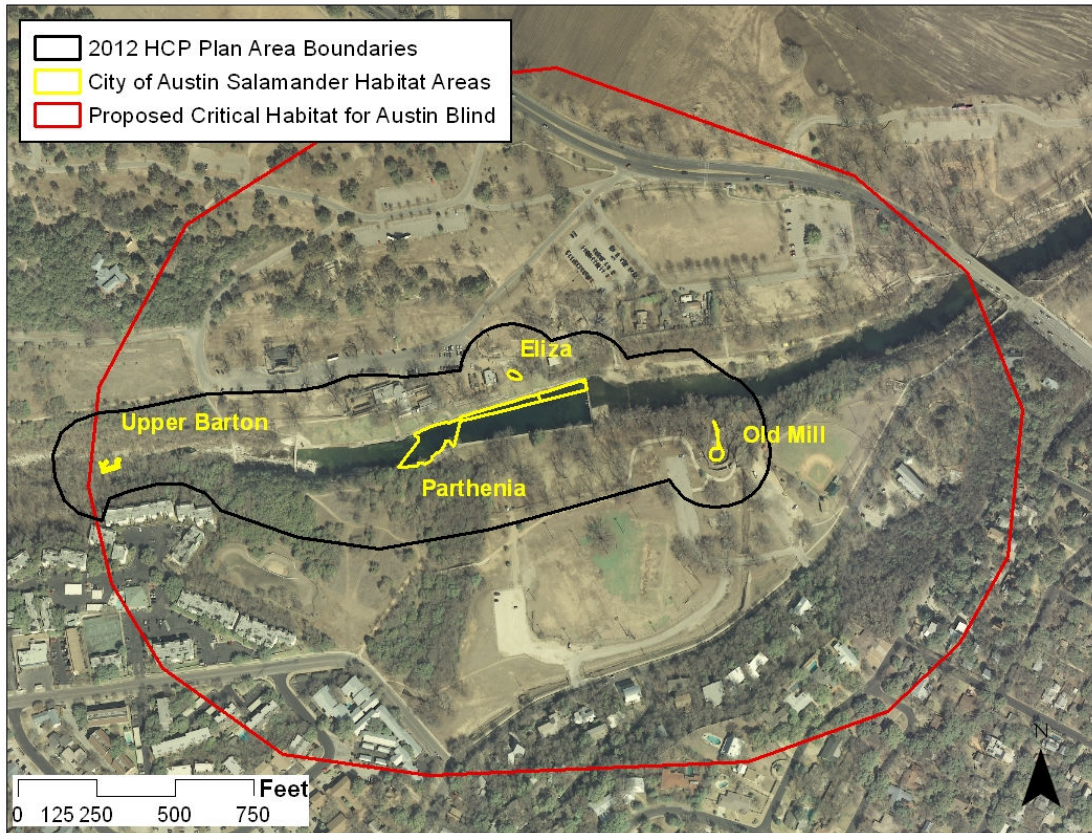 2012 HCP Plan Area Boundaries
City of Austin Salamander Habitat Areas
Proposed Critical Habitat for Austin Blind
Eliza
Upper Barton
Old Mill
Parthenia
N
Feet
0 125 250 500 750